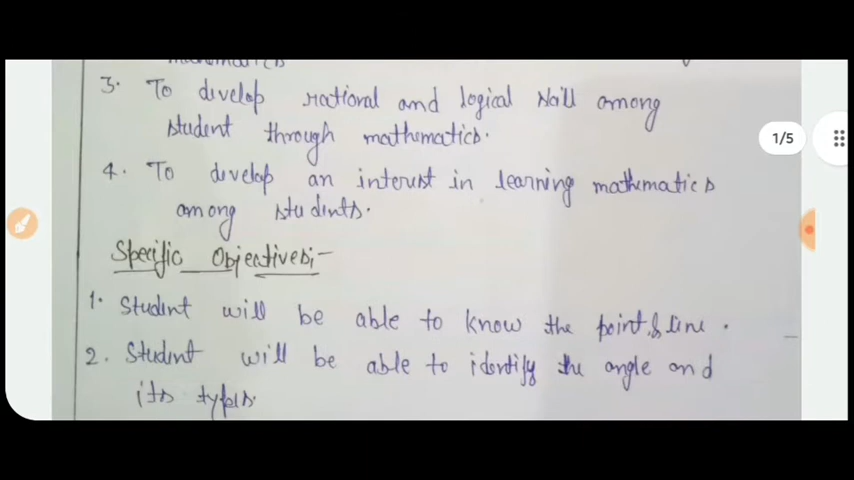 mathematics
3. To develop rational and logical skill among
student through mathematics.
1/5
4. To develop an interest in learning mathematics
among students.
Specific Objectives:-
1. Student will be able to know the point & line.
2. Student will be able to identify the angle and
its types.